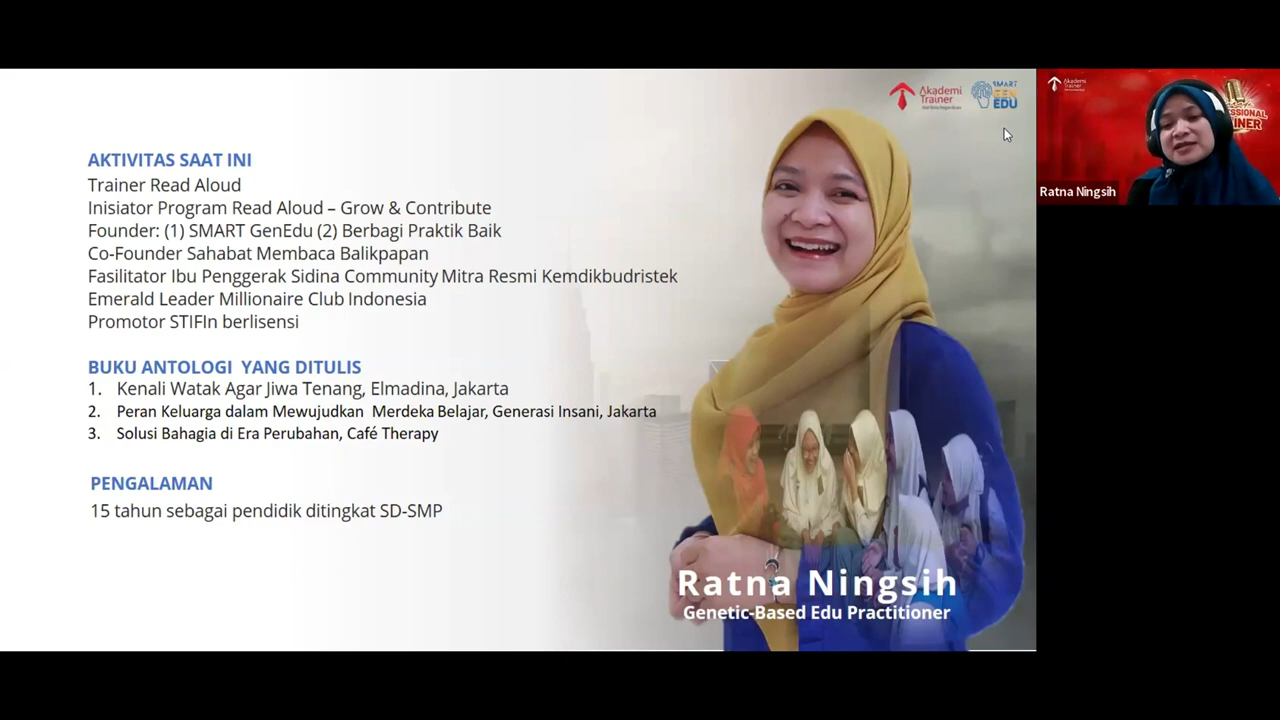 AKTIVITAS SAAT INI
Trainer Read Aloud
Inisiator Program Read Aloud – Grow & Contribute
Founder: (1) SMART GenEdu (2) Berbagi Praktik Baik
Co-Founder Sahabat Membaca Balikpapan
Fasilitator Ibu Penggerak Sidina Community Mitra Resmi Kemdikbudristek
Emerald Leader Millionaire Club Indonesia
Promotor STIFIn berlisensi
BUKU ANTOLOGI YANG DITULIS
1. Kenali Watak Agar Jiwa Tenang, Elmadina, Jakarta
2. Peran Keluarga dalam Mewujudkan Merdeka Belajar, Generasi Insani, Jakarta
3. Solusi Bahagia di Era Perubahan, Café Therapy
PENGALAMAN
15 tahun sebagai pendidik ditingkat SD-SMP
Akademi
Trainer
SMART
GEN
EDU
Ratna Ningsih
Genetic-Based Edu Practitioner
Akademi
Trainer
Ratna Ningsih